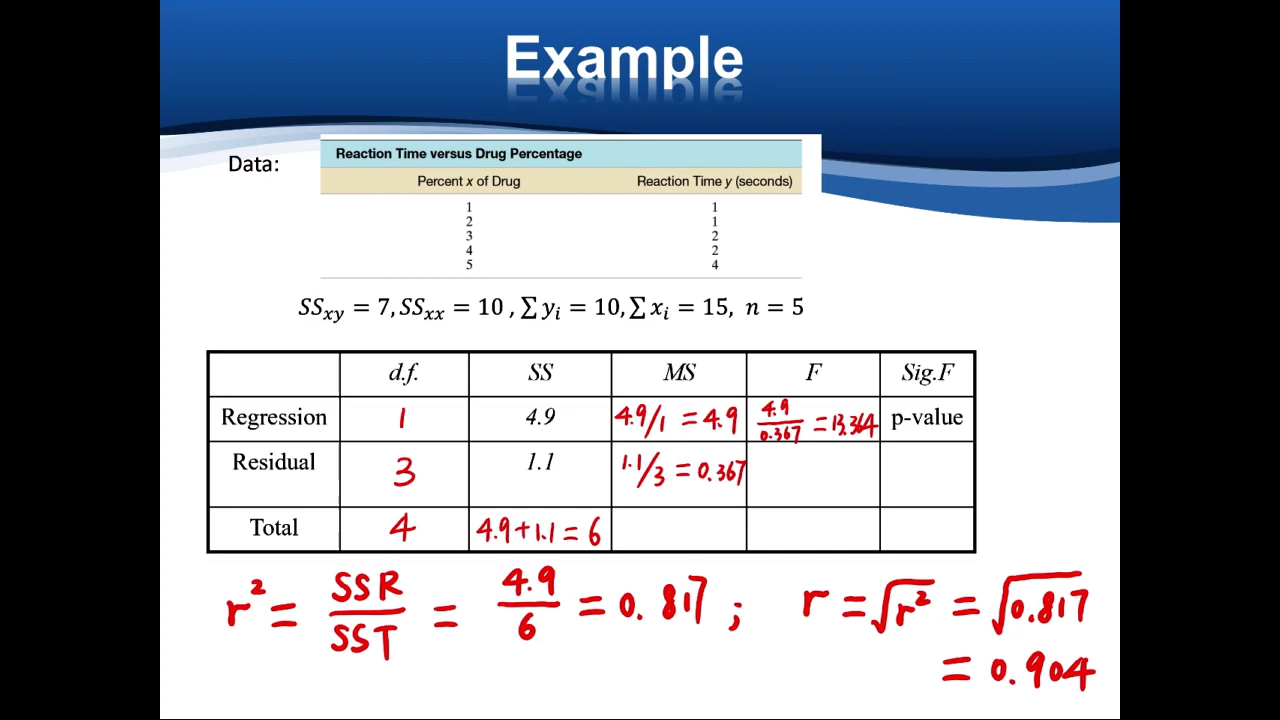 Example
Data:
Reaction Time versus Drug Percentage
Percent x of Drug Reaction Time y (seconds)
1 1
2 1
3 2
4 2
5 4
SS_xy = 7, SS_xx = 10 , ∑ y_i = 10, ∑ x_i = 15, n = 5
d.f. SS MS F Sig.F
Regression 1 4.9 4.9/1 = 4.9 4.9/0.367 = 13.364 p-value
Residual 3 1.1 1.1/3 = 0.367
Total 4 4.9+1.1 = 6
r² = SSR/SST = 4.9/6 = 0.817 ; r = √r² = √0.817
= 0.904